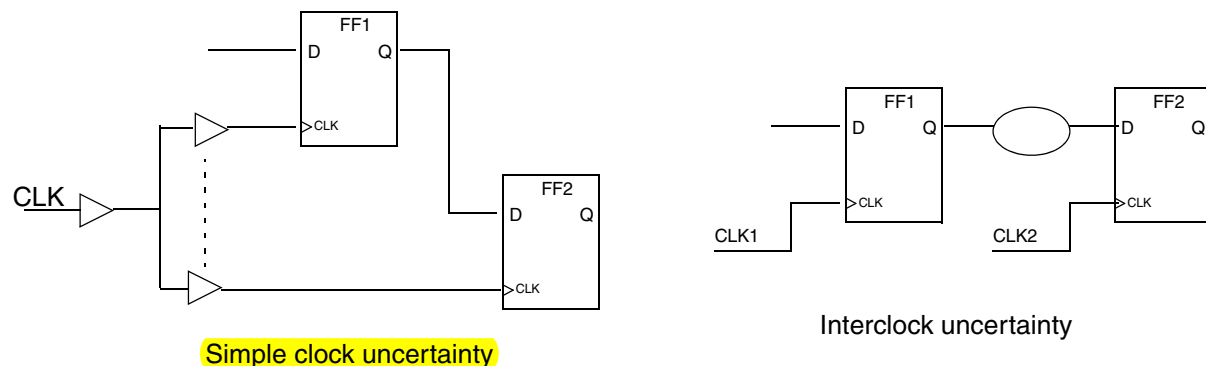 FF1
D Q
CLK
CLK
FF2
D Q
CLK
Simple clock uncertainty
FF1
D Q
CLK
CLK1
FF2
D Q
CLK
CLK2
Interclock uncertainty